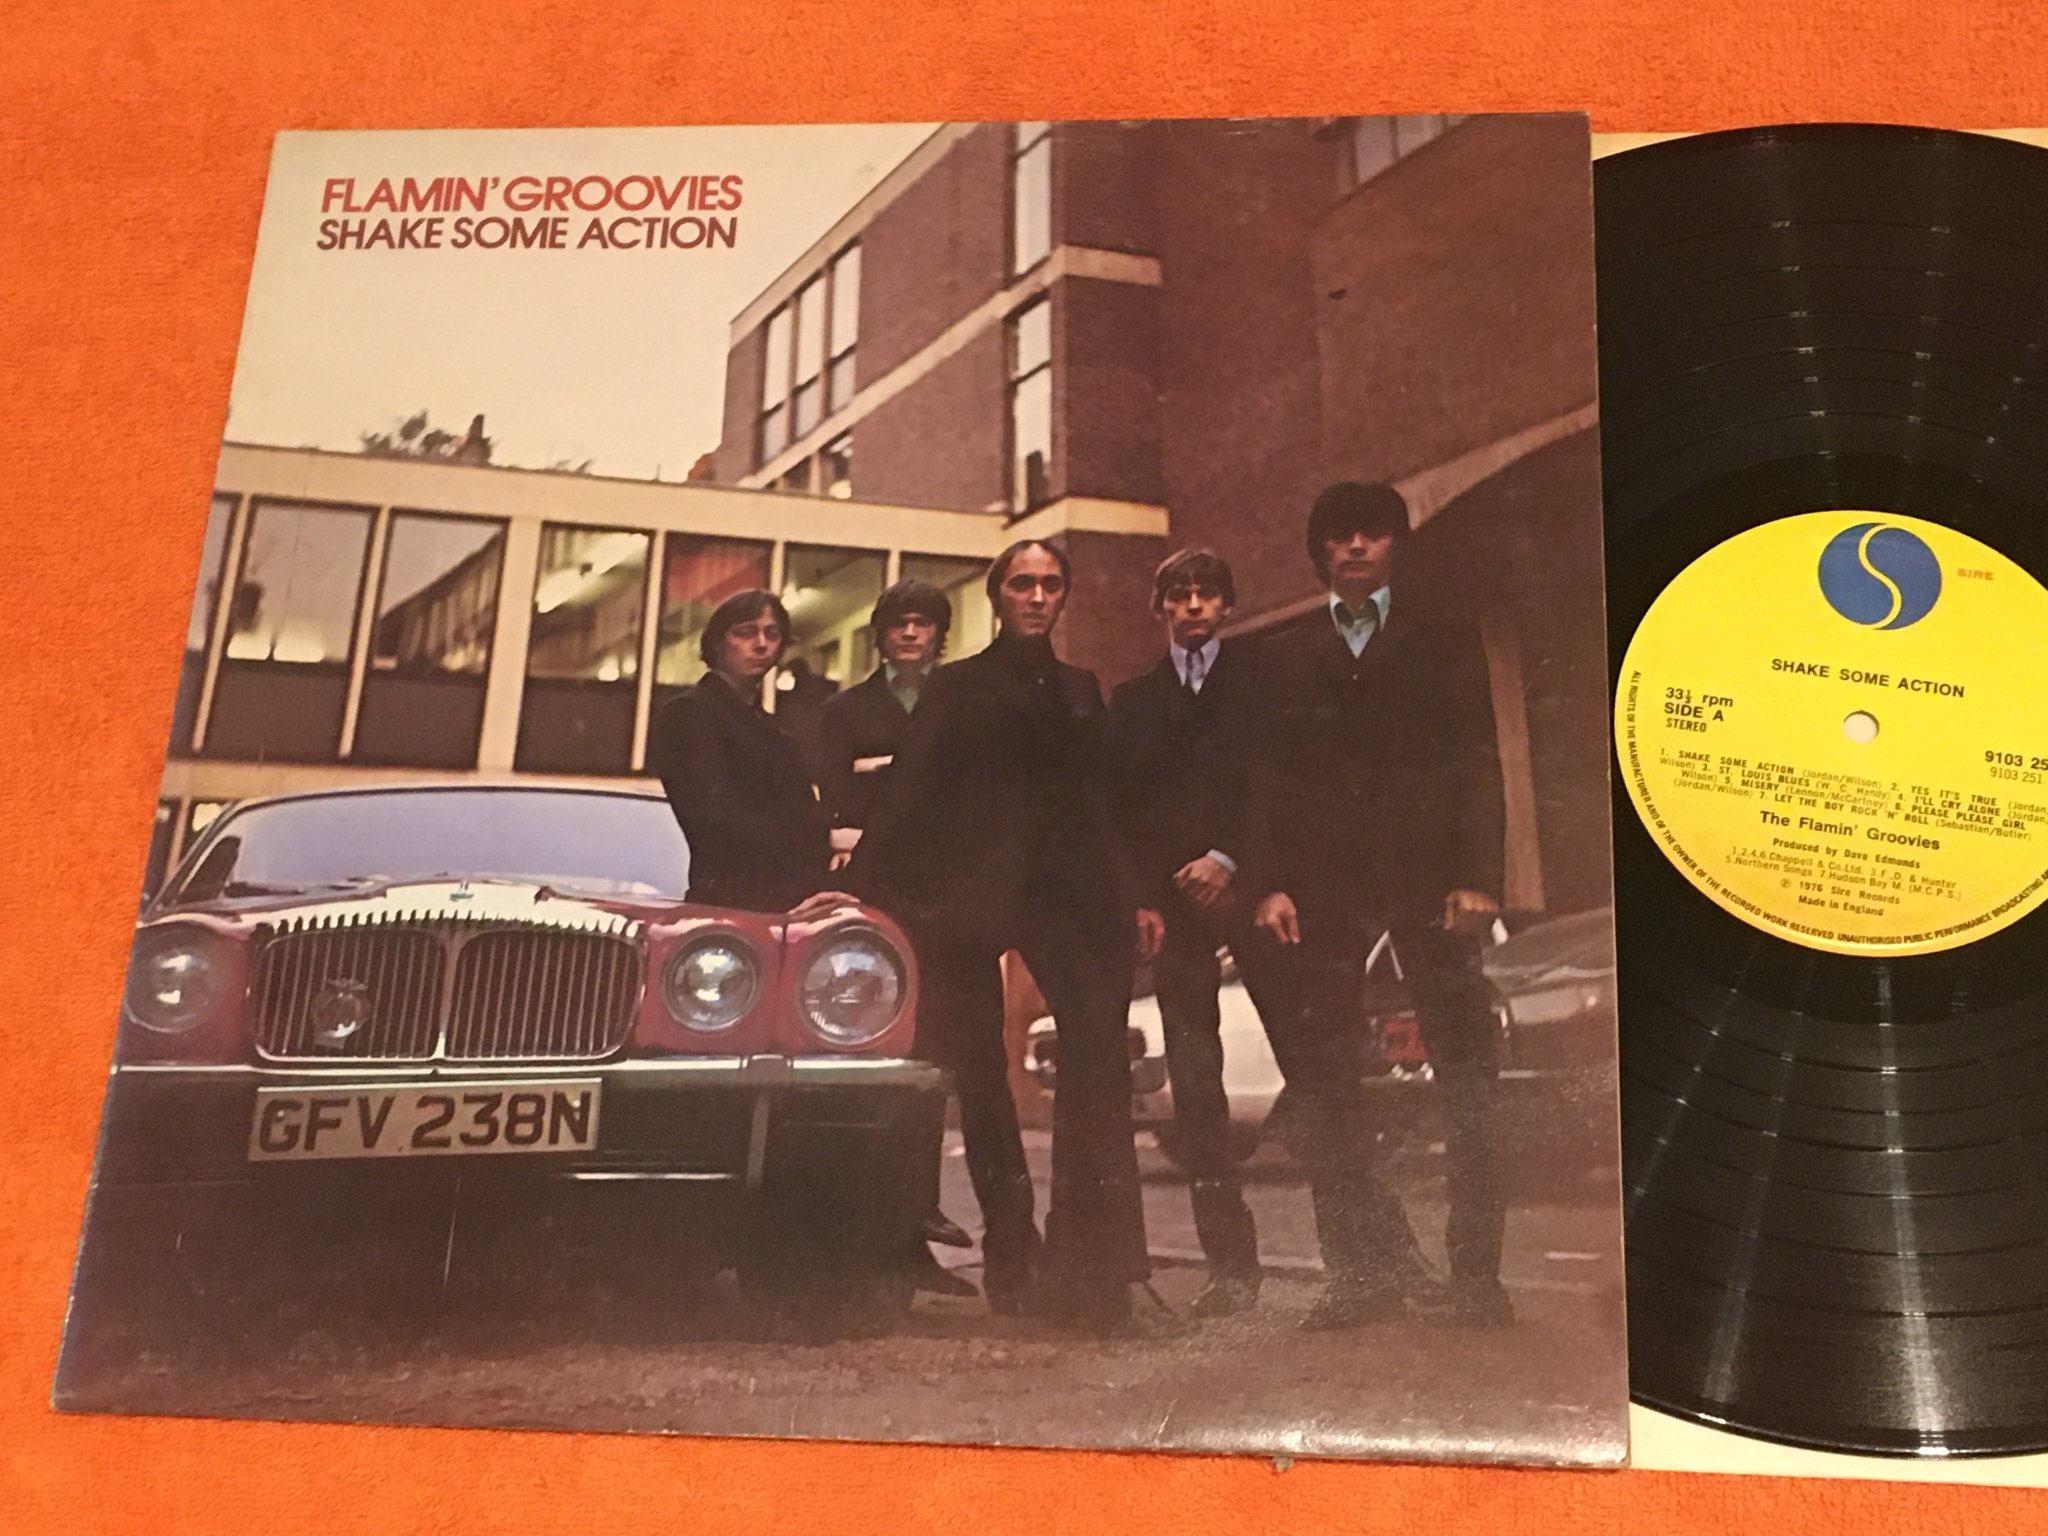 FLAMIN' GROOVIES
SHAKE SOME ACTION
GFV 238N
SIRE
SHAKE SOME ACTION
33⅓ rpm
SIDE A
STEREO
9103 25
9103 251.
1. SHAKE SOME ACTION (Jordan/Wilson) 2. YES IT'S TRUE (Jordan/
Wilson) 3. ST. LOUIS BLUES (W. C. Handy) 4. I'LL CRY ALONE (Jordan/
Wilson) 5. MISERY (Lennon/McCartney) 6. PLEASE PLEASE GIRL
(Jordan/Wilson) 7. LET THE BOY ROCK 'N' ROLL (Sebastian/Butler)
The Flamin' Groovies
Produced by Dave Edmunds
1,2,4,6.Chappell & Co.Ltd. 3.F.,D. & Hunter
5.Northern Songs 7.Hudson Bay M. (M.C.P.S.)
℗ 1976 Sire Records
Made in England
ALL RIGHTS OF THE MANUFACTURER AND OF THE OWNER OF THE RECORDED WORK RESERVED. UNAUTHORISED PUBLIC PERFORMANCE BROADCASTING